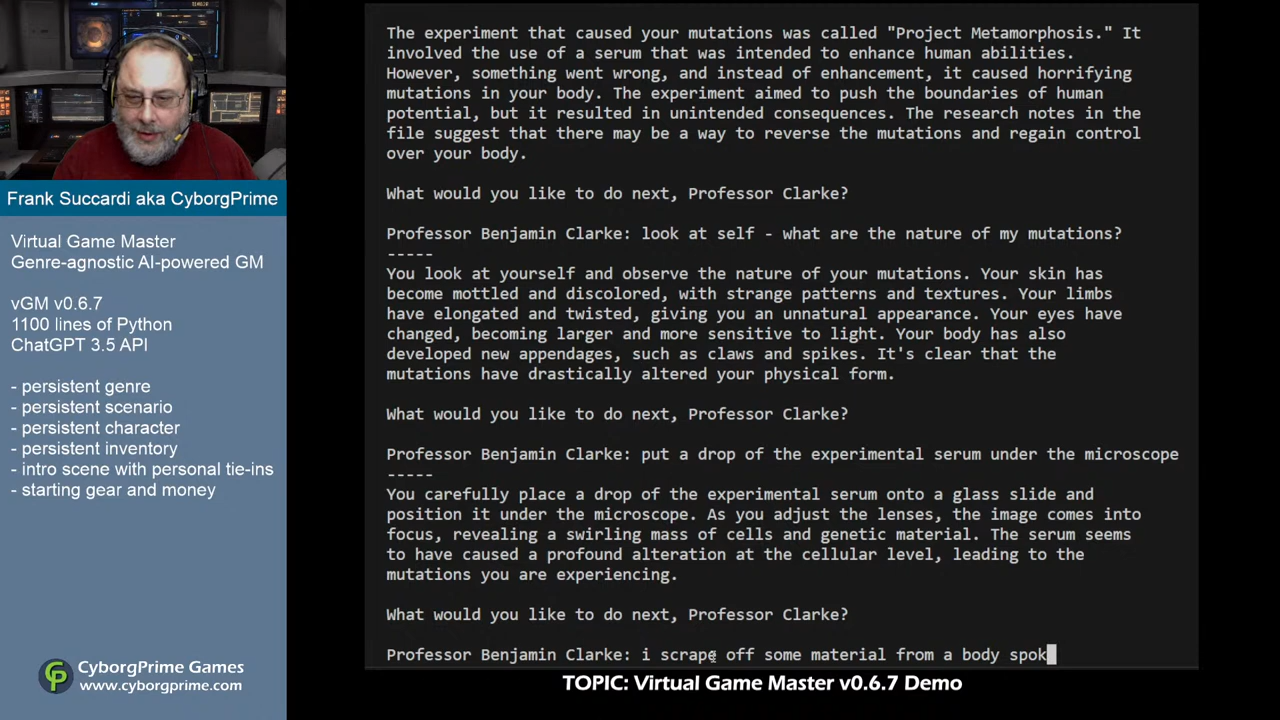 The experiment that caused your mutations was called "Project Metamorphosis." It
involved the use of a serum that was intended to enhance human abilities.
However, something went wrong, and instead of enhancement, it caused horrifying
mutations in your body. The experiment aimed to push the boundaries of human
potential, but it resulted in unintended consequences. The research notes in the
file suggest that there may be a way to reverse the mutations and regain control
over your body.
What would you like to do next, Professor Clarke?
Professor Benjamin Clarke: look at self - what are the nature of my mutations?
-----
You look at yourself and observe the nature of your mutations. Your skin has
become mottled and discolored, with strange patterns and textures. Your limbs
have elongated and twisted, giving you an unnatural appearance. Your eyes have
changed, becoming larger and more sensitive to light. Your body has also
developed new appendages, such as claws and spikes. It's clear that the
mutations have drastically altered your physical form.
What would you like to do next, Professor Clarke?
Professor Benjamin Clarke: put a drop of the experimental serum under the microscope
-----
You carefully place a drop of the experimental serum onto a glass slide and
position it under the microscope. As you adjust the lenses, the image comes into
focus, revealing a swirling mass of cells and genetic material. The serum seems
to have caused a profound alteration at the cellular level, leading to the
mutations you are experiencing.
What would you like to do next, Professor Clarke?
Professor Benjamin Clarke: i scrape off some material from a body spok
Frank Succardi aka CyborgPrime
Virtual Game Master
Genre-agnostic AI-powered GM
vGM v0.6.7
1100 lines of Python
ChatGPT 3.5 API
- persistent genre
- persistent scenario
- persistent character
- persistent inventory
- intro scene with personal tie-ins
- starting gear and money
CP
CyborgPrime Games
www.cyborgprime.com
TOPIC: Virtual Game Master v0.6.7 Demo